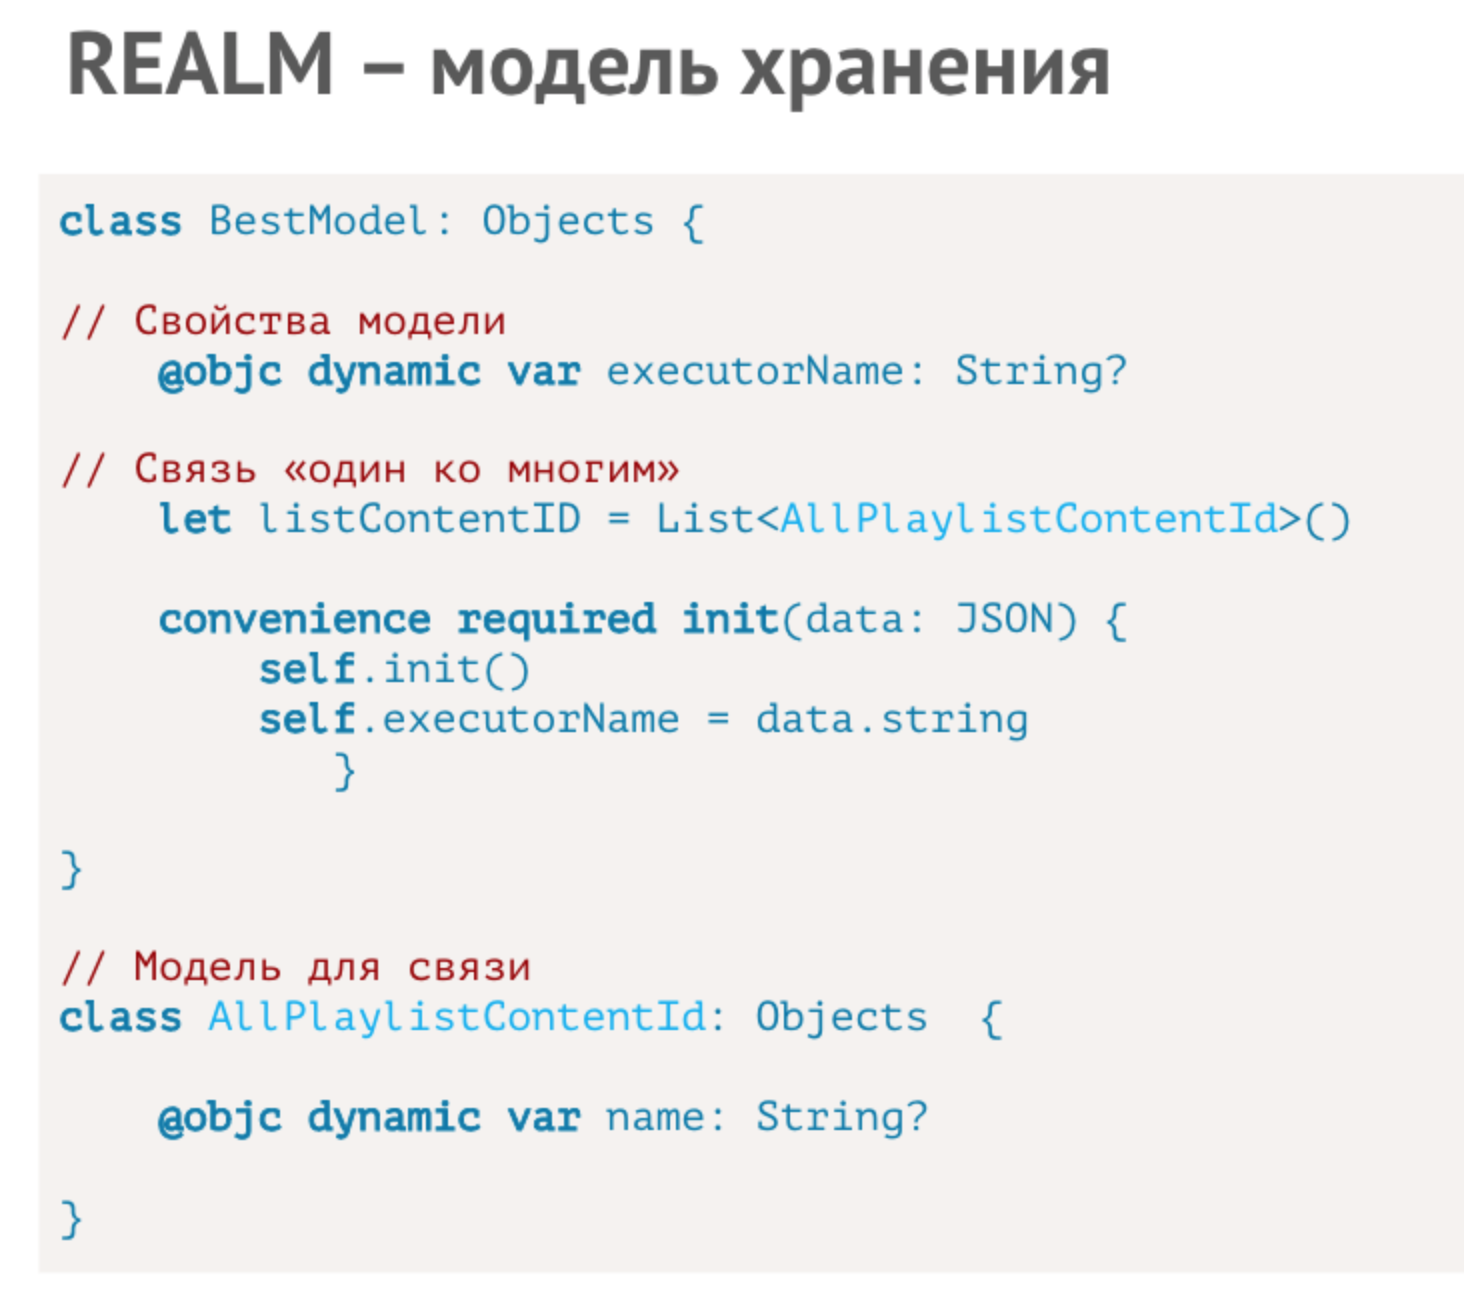 REALM – модель хранения
class BestModel: Objects {
// Свойства модели
@objc dynamic var executorName: String?
// Связь «один ко многим»
let listContentID = List<AllPlaylistContentId>()
convenience required init(data: JSON) {
self.init()
self.executorName = data.string
}
}
// Модель для связи
class AllPlaylistContentId: Objects  {
@objc dynamic var name: String?
}